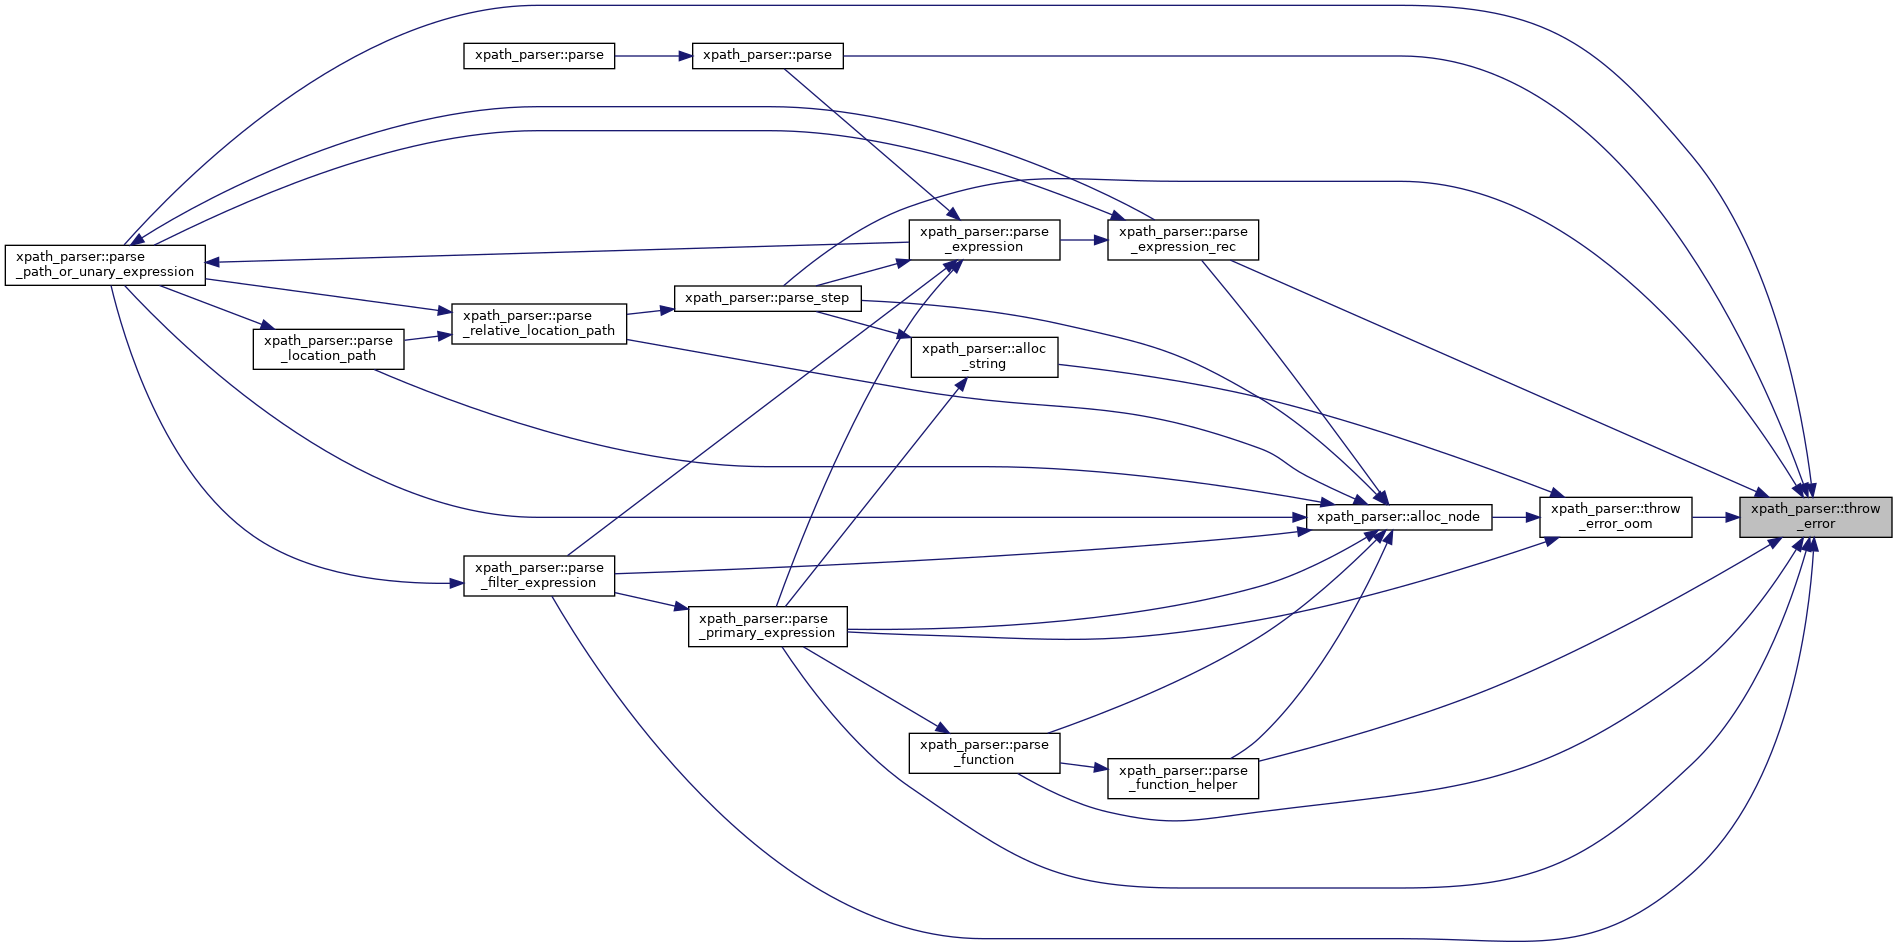 xpath_parser::parse
xpath_parser::parse
xpath_parser::parse
_expression
xpath_parser::parse
_expression_rec
xpath_parser::parse
_path_or_unary_expression
xpath_parser::parse_step
xpath_parser::parse
_relative_location_path
xpath_parser::parse
_location_path
xpath_parser::alloc
_string
xpath_parser::alloc_node
xpath_parser::throw
_error_oom
xpath_parser::throw
_error
xpath_parser::parse
_filter_expression
xpath_parser::parse
_primary_expression
xpath_parser::parse
_function
xpath_parser::parse
_function_helper